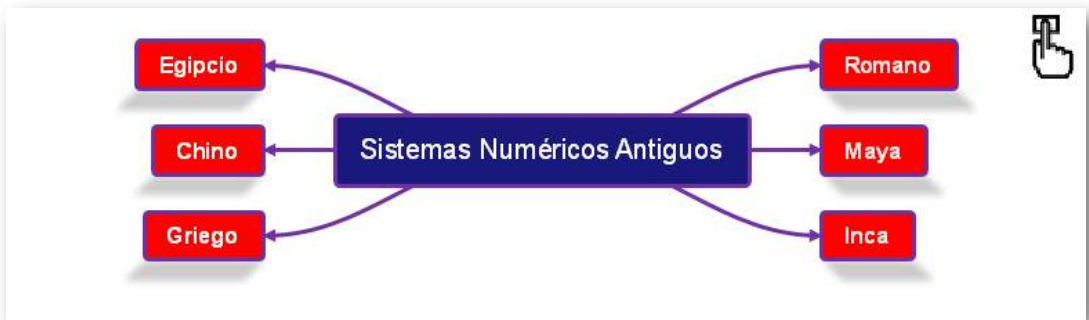 Egipcio
Romano
Sistemas Numéricos Antiguos
Chino
Maya
Griego
Inca